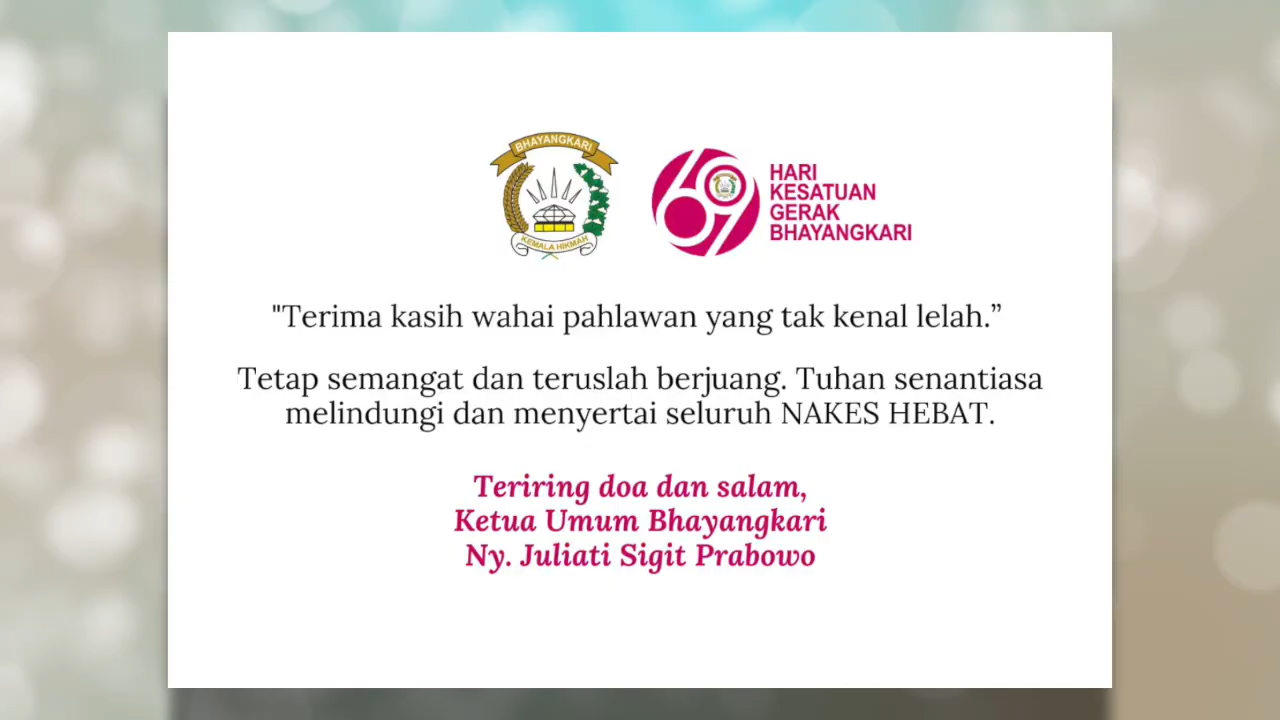 BHAYANGKARI
KEMALA HIKMAH
69
HARI
KESATUAN
GERAK
BHAYANGKARI
"Terima kasih wahai pahlawan yang tak kenal lelah.”
Tetap semangat dan teruslah berjuang. Tuhan senantiasa
melindungi dan menyertai seluruh NAKES HEBAT.
Teriring doa dan salam,
Ketua Umum Bhayangkari
Ny. Juliati Sigit Prabowo